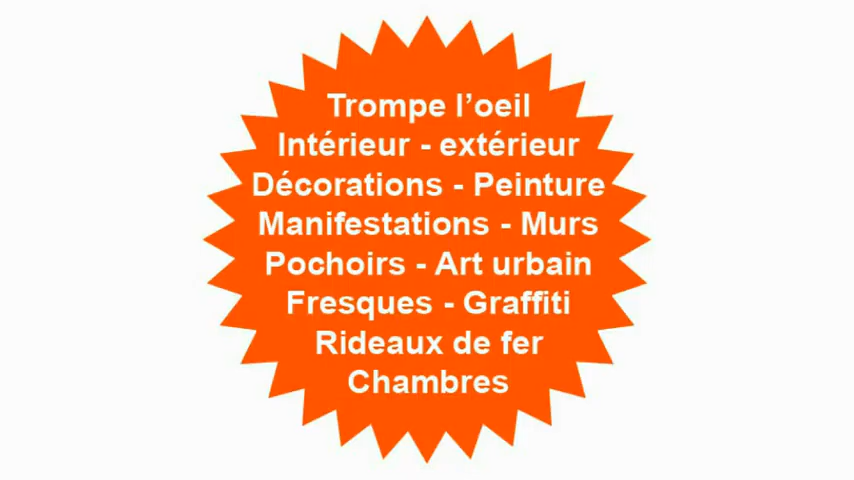 Trompe l’oeil
Intérieur - extérieur
Décorations - Peinture
Manifestations - Murs
Pochoirs - Art urbain
Fresques - Graffiti
Rideaux de fer
Chambres